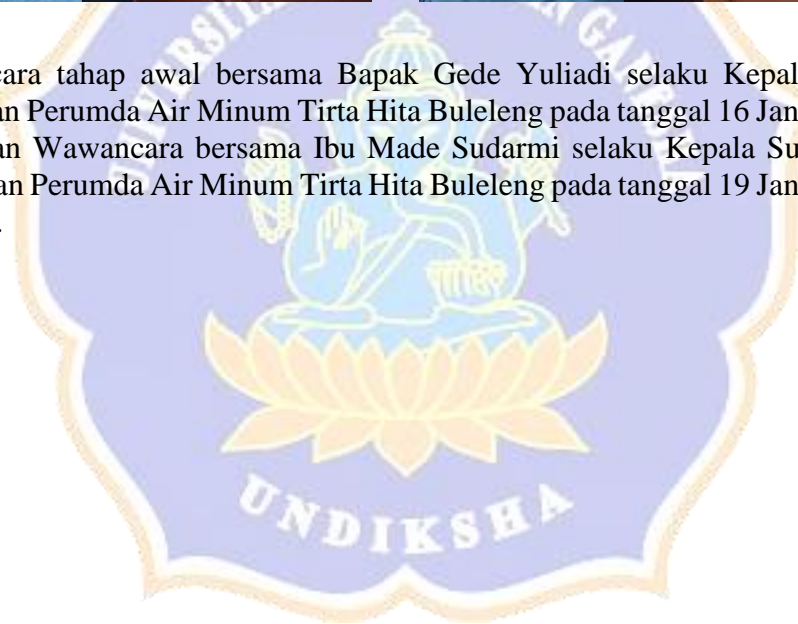 cara tahap awal bersama Bapak Gede Yuliadi selaku Kepal
an Perumda Air Minum Tirta Hita Buleleng pada tanggal 16 Jan
an Wawancara bersama Ibu Made Sudarmi selaku Kepala Su
an Perumda Air Minum Tirta Hita Buleleng pada tanggal 19 Jan
.
UNDIKSHA